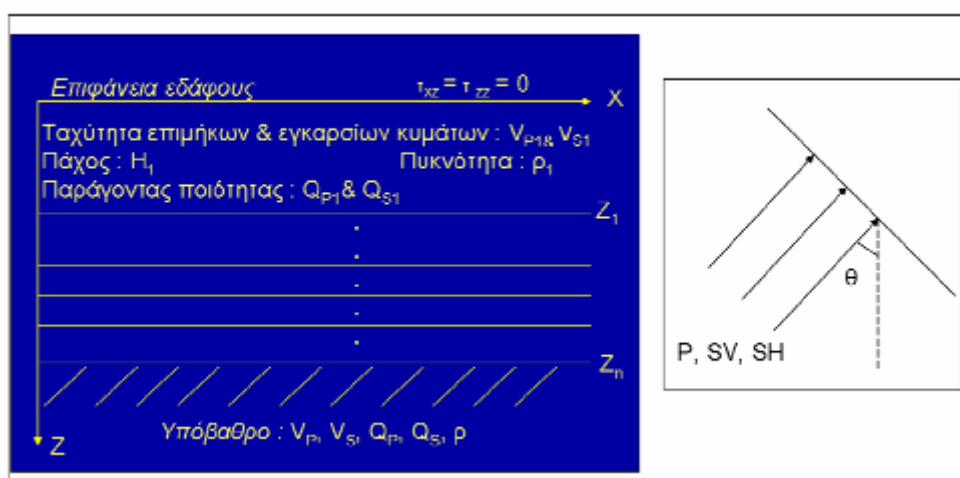 Επιφάνεια εδάφους τxz = τ zz = 0
X
Ταχύτητα επιμήκων & εγκαρσίων κυμάτων : VP1& VS1
Πάχος : H1 Πυκνότητα : ρ1
Παράγοντας ποιότητας : QP1& QS1
Z1
Zn
Υπόβαθρο : VP, VS, QP, QS, ρ
Z
θ
P, SV, SH